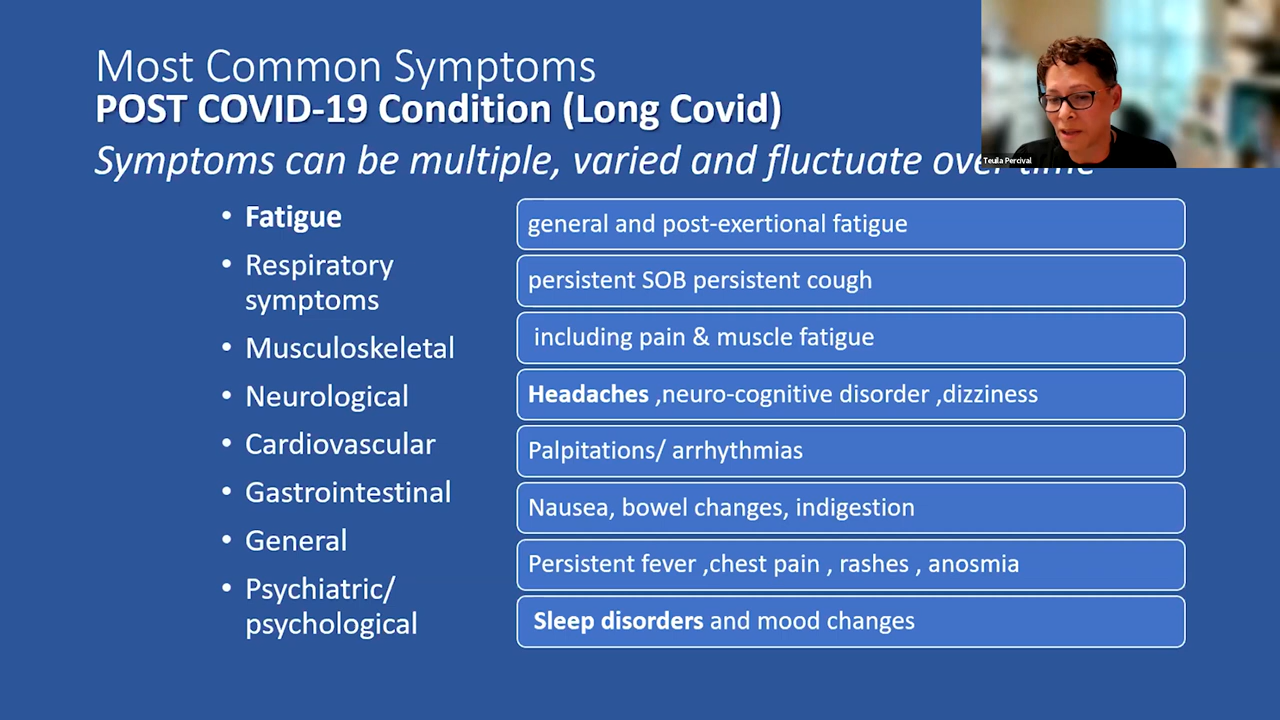 Most Common Symptoms
POST COVID-19 Condition (Long Covid)
Symptoms can be multiple, varied and fluctuate over time
Teuila Percival
• Fatigue
• Respiratory
symptoms
• Musculoskeletal
• Neurological
• Cardiovascular
• Gastrointestinal
• General
• Psychiatric/
psychological
general and post-exertional fatigue
persistent SOB persistent cough
including pain & muscle fatigue
Headaches ,neuro-cognitive disorder ,dizziness
Palpitations/ arrhythmias
Nausea, bowel changes, indigestion
Persistent fever ,chest pain , rashes , anosmia
Sleep disorders and mood changes